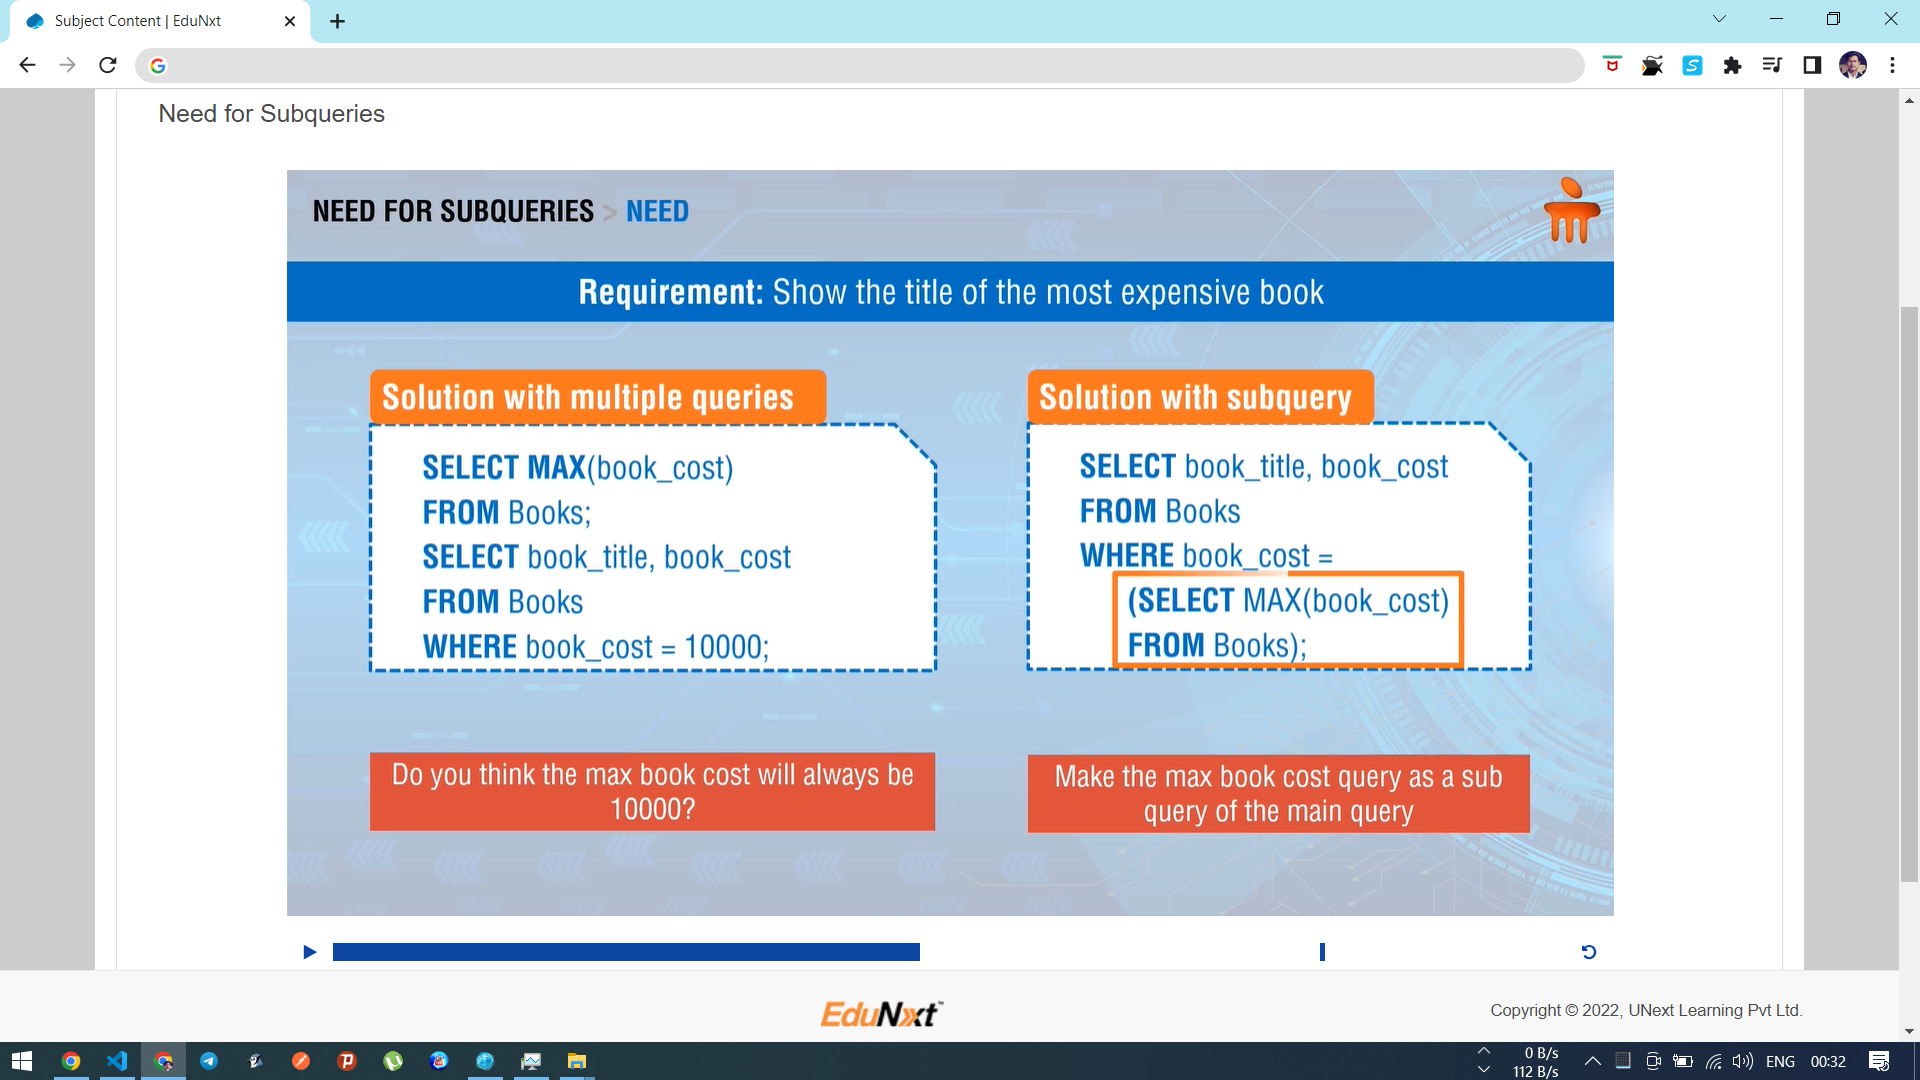 Subject Content | EduNxt
Need for Subqueries
NEED FOR SUBQUERIES > NEED
Requirement: Show the title of the most expensive book
Solution with multiple queries
SELECT MAX(book_cost)
FROM Books;
SELECT book_title, book_cost
FROM Books
WHERE book_cost = 10000;
Do you think the max book cost will always be
10000?
Solution with subquery
SELECT book_title, book_cost
FROM Books
WHERE book_cost =
(SELECT MAX(book_cost)
FROM Books);
Make the max book cost query as a sub
query of the main query
EduNxt™
Copyright © 2022, UNext Learning Pvt Ltd.
0 B/s
112 B/s
ENG
00:32